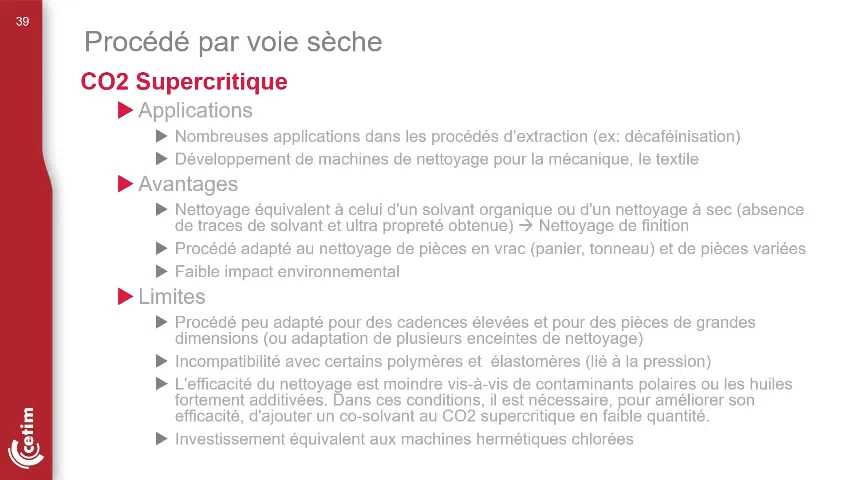 39
Procédé par voie sèche
CO2 Supercritique
Applications
Nombreuses applications dans les procédés d'extraction (ex: décaféinisation)
Développement de machines de nettoyage pour la mécanique, le textile
Avantages
Nettoyage équivalent à celui d'un solvant organique ou d'un nettoyage à sec (absence
de traces de solvant et ultra propreté obtenue) → Nettoyage de finition
Procédé adapté au nettoyage de pièces en vrac (panier, tonneau) et de pièces variées
Faible impact environnemental
Limites
Procédé peu adapté pour des cadences élevées et pour des pièces de grandes
dimensions (ou adaptation de plusieurs enceintes de nettoyage)
Incompatibilité avec certains polymères et élastomères (lié à la pression)
L'efficacité du nettoyage est moindre vis-à-vis de contaminants polaires ou les huiles
fortement additivées. Dans ces conditions, il est nécessaire, pour améliorer son
efficacité, d'ajouter un co-solvant au CO2 supercritique en faible quantité.
Investissement équivalent aux machines hermétiques chlorées
cetim